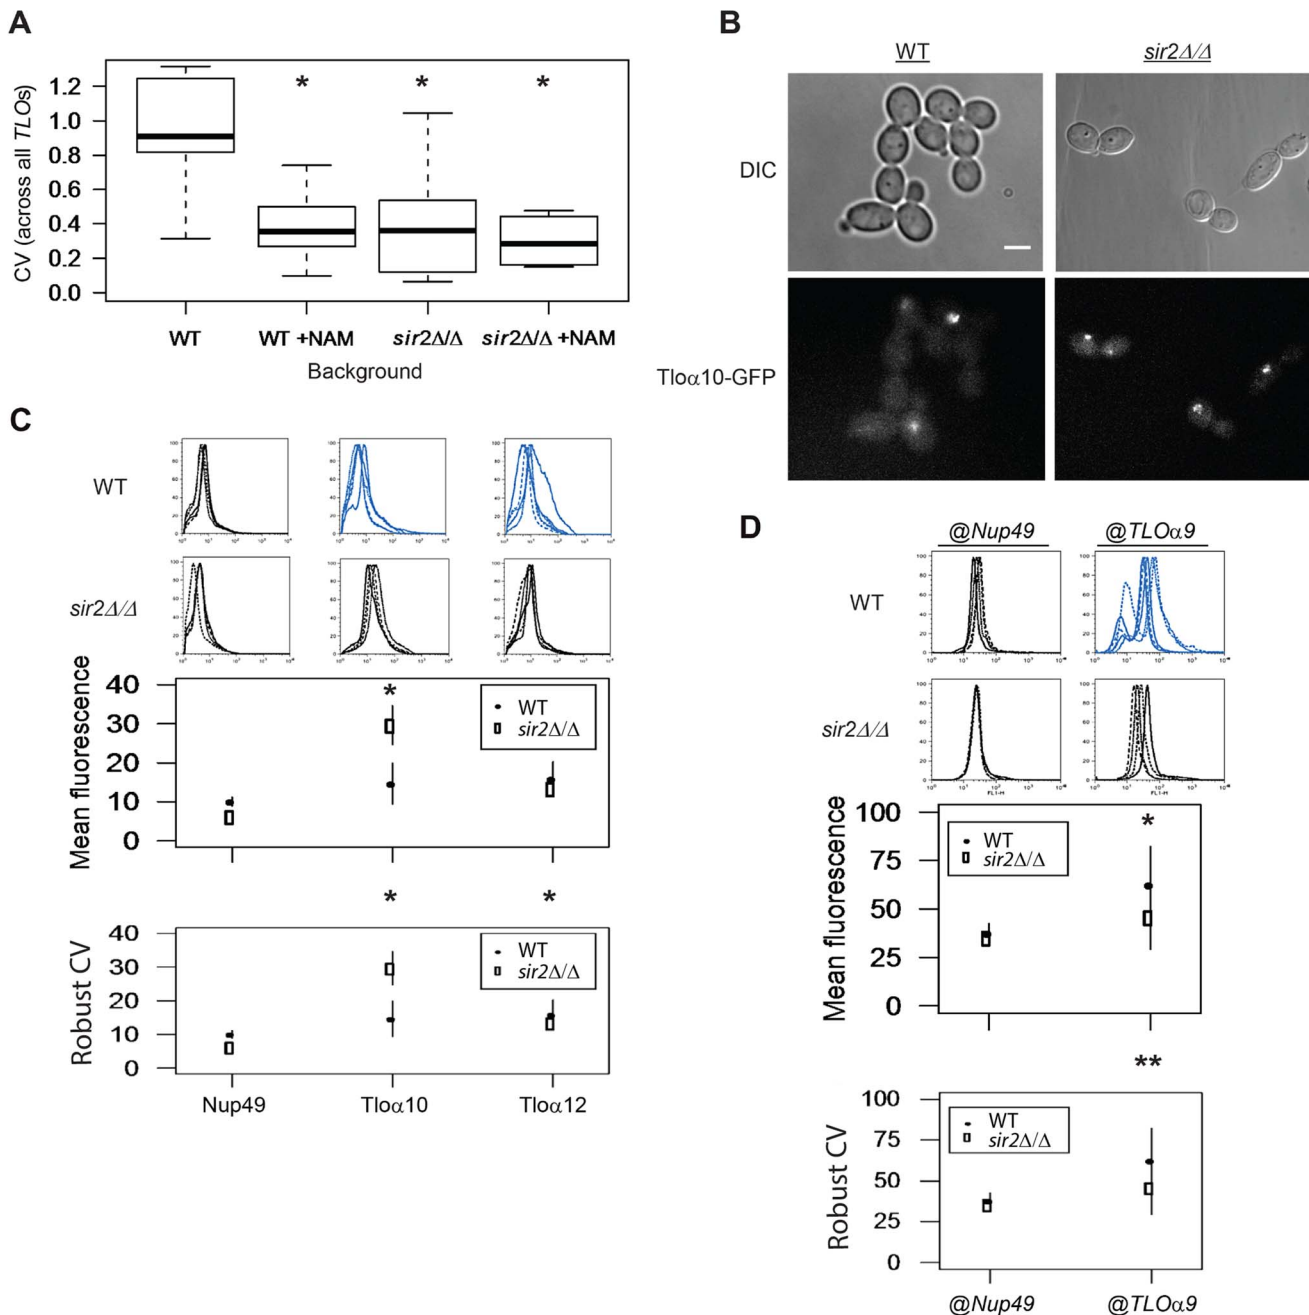 A
CV (across all TLOs)
1.2
1.0
0.8
0.6
0.4
0.2
0.0
* * *
WT WT +NAM sir2Δ/Δ sir2Δ/Δ +NAM
Background
B
WT sir2Δ/Δ
DIC
Tloα10-GFP
C
WT
sir2Δ/Δ
Mean fluorescence
40
30
20
10
0
*
WT
sir2Δ/Δ
* *
Robust CV
40
30
20
10
0
WT
sir2Δ/Δ
Nup49 Tloα10 Tloα12
D
@Nup49 @TLOα9
WT
sir2Δ/Δ
FL1-H FL1-H
Mean fluorescence
100
75
50
25
0
*
WT
sir2Δ/Δ
**
Robust CV
100
75
50
25
0
WT
sir2Δ/Δ
@Nup49 @TLOα9